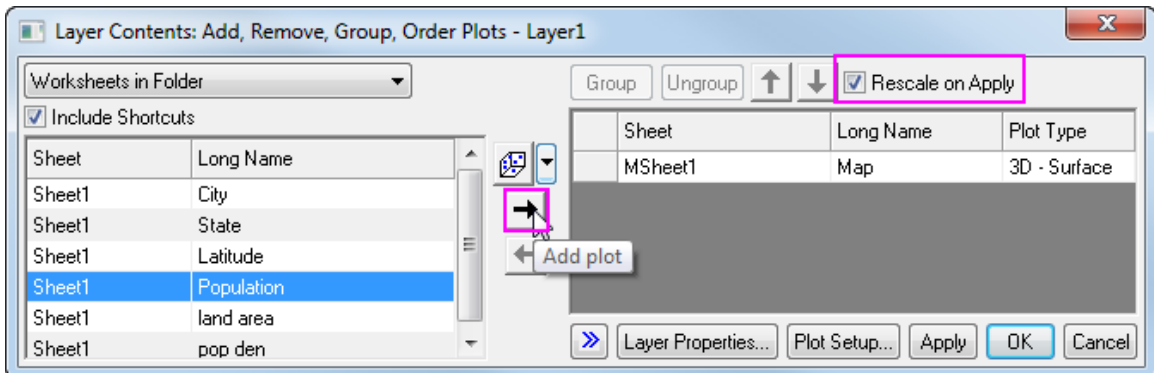 Layer Contents: Add, Remove, Group, Order Plots - Layer1
Worksheets in Folder
Group Ungroup Rescale on Apply
Include Shortcuts
Sheet Long Name
Sheet1 City
Sheet1 State
Sheet1 Latitude
Sheet1 Population
Sheet1 land area
Sheet1 pop den
Add plot
Sheet Long Name Plot Type
MSheet1 Map 3D - Surface
Layer Properties... Plot Setup... Apply OK Cancel